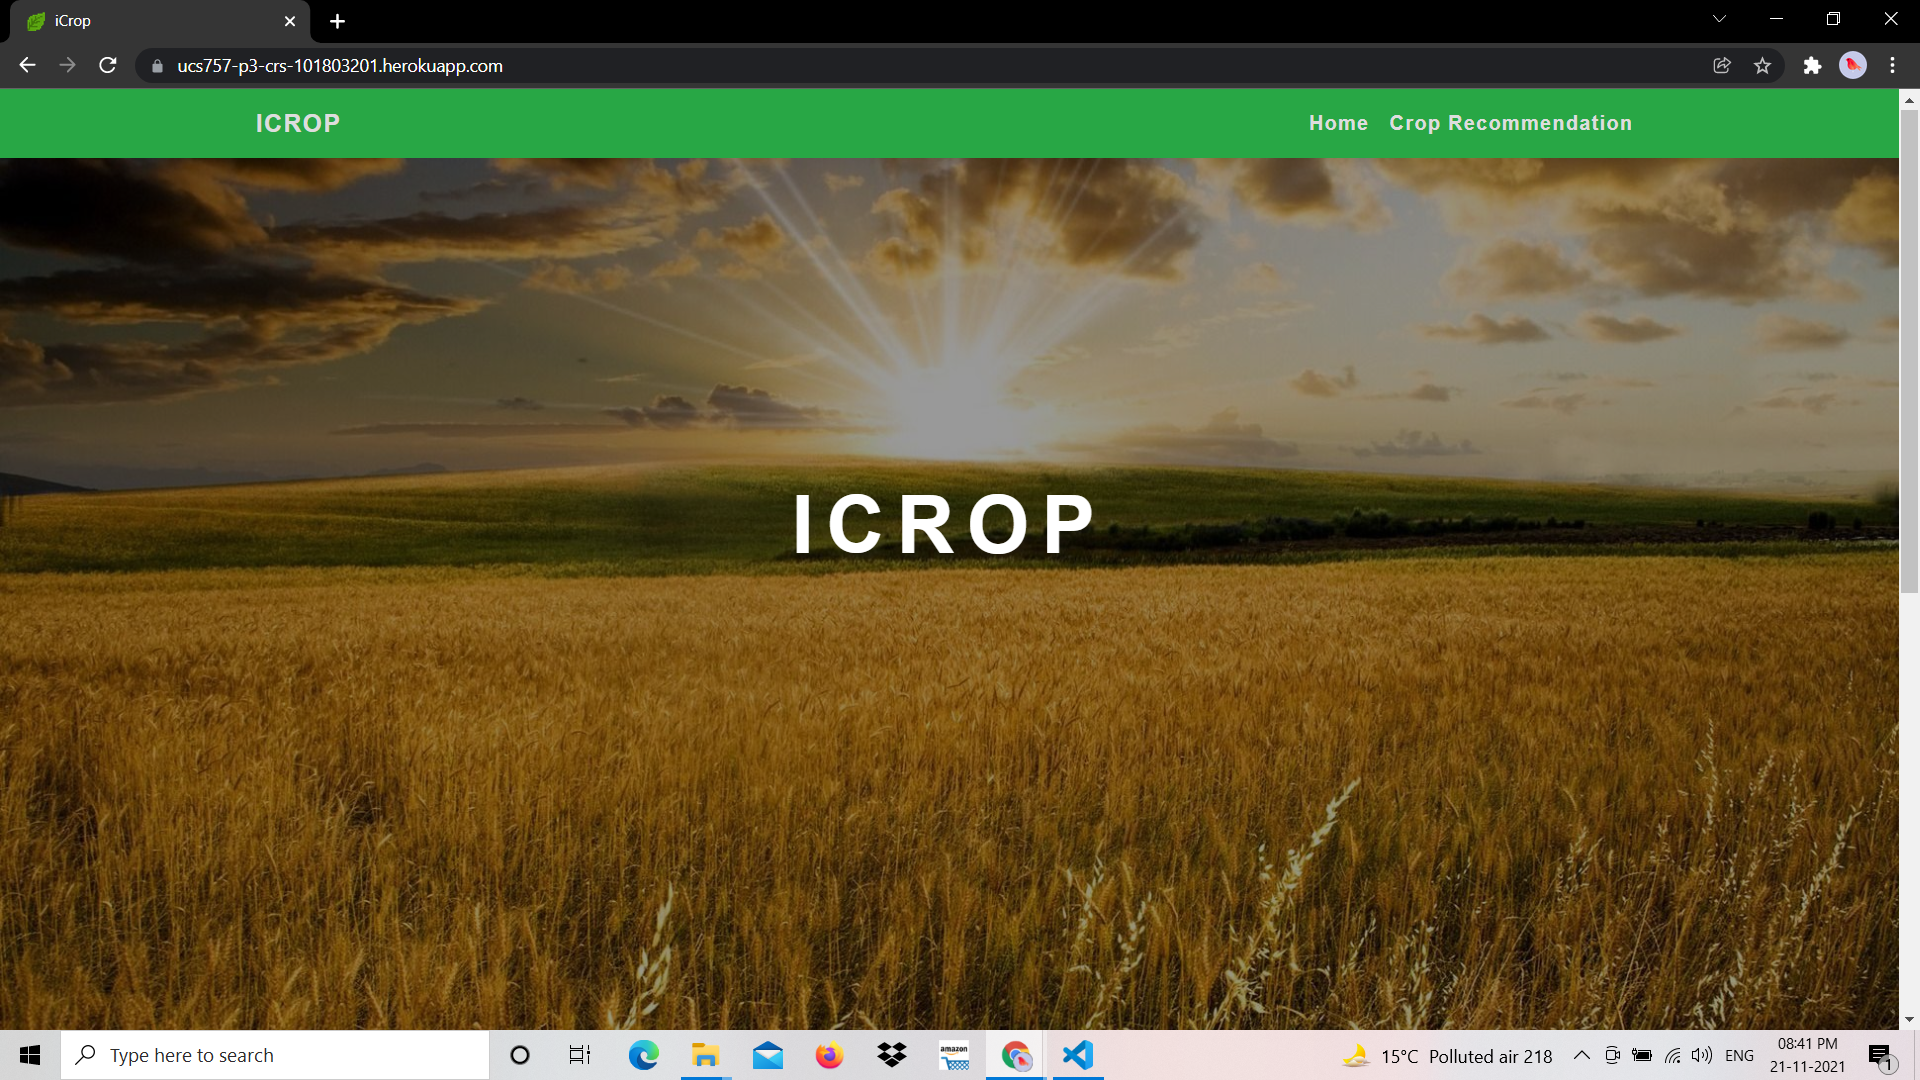 iCrop
ucs757-p3-crs-101803201.herokuapp.com
ICROP
Home Crop Recommendation
ICROP
Type here to search
amazon
15°C Polluted air 218
ENG
08:41 PM
21-11-2021
1